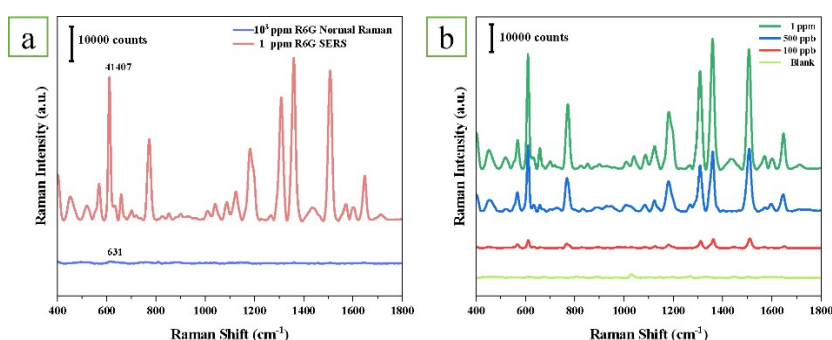 a
10000 counts
10³ ppm R6G Normal Raman
1 ppm R6G SERS
41407
631
Raman Intensity (a.u.)
400 600 800 1000 1200 1400 1600 1800
Raman Shift (cm⁻¹)
b
10000 counts
1 ppm
500 ppb
100 ppb
Blank
Raman Intensity (a.u.)
400 600 800 1000 1200 1400 1600 1800
Raman Shift (cm⁻¹)